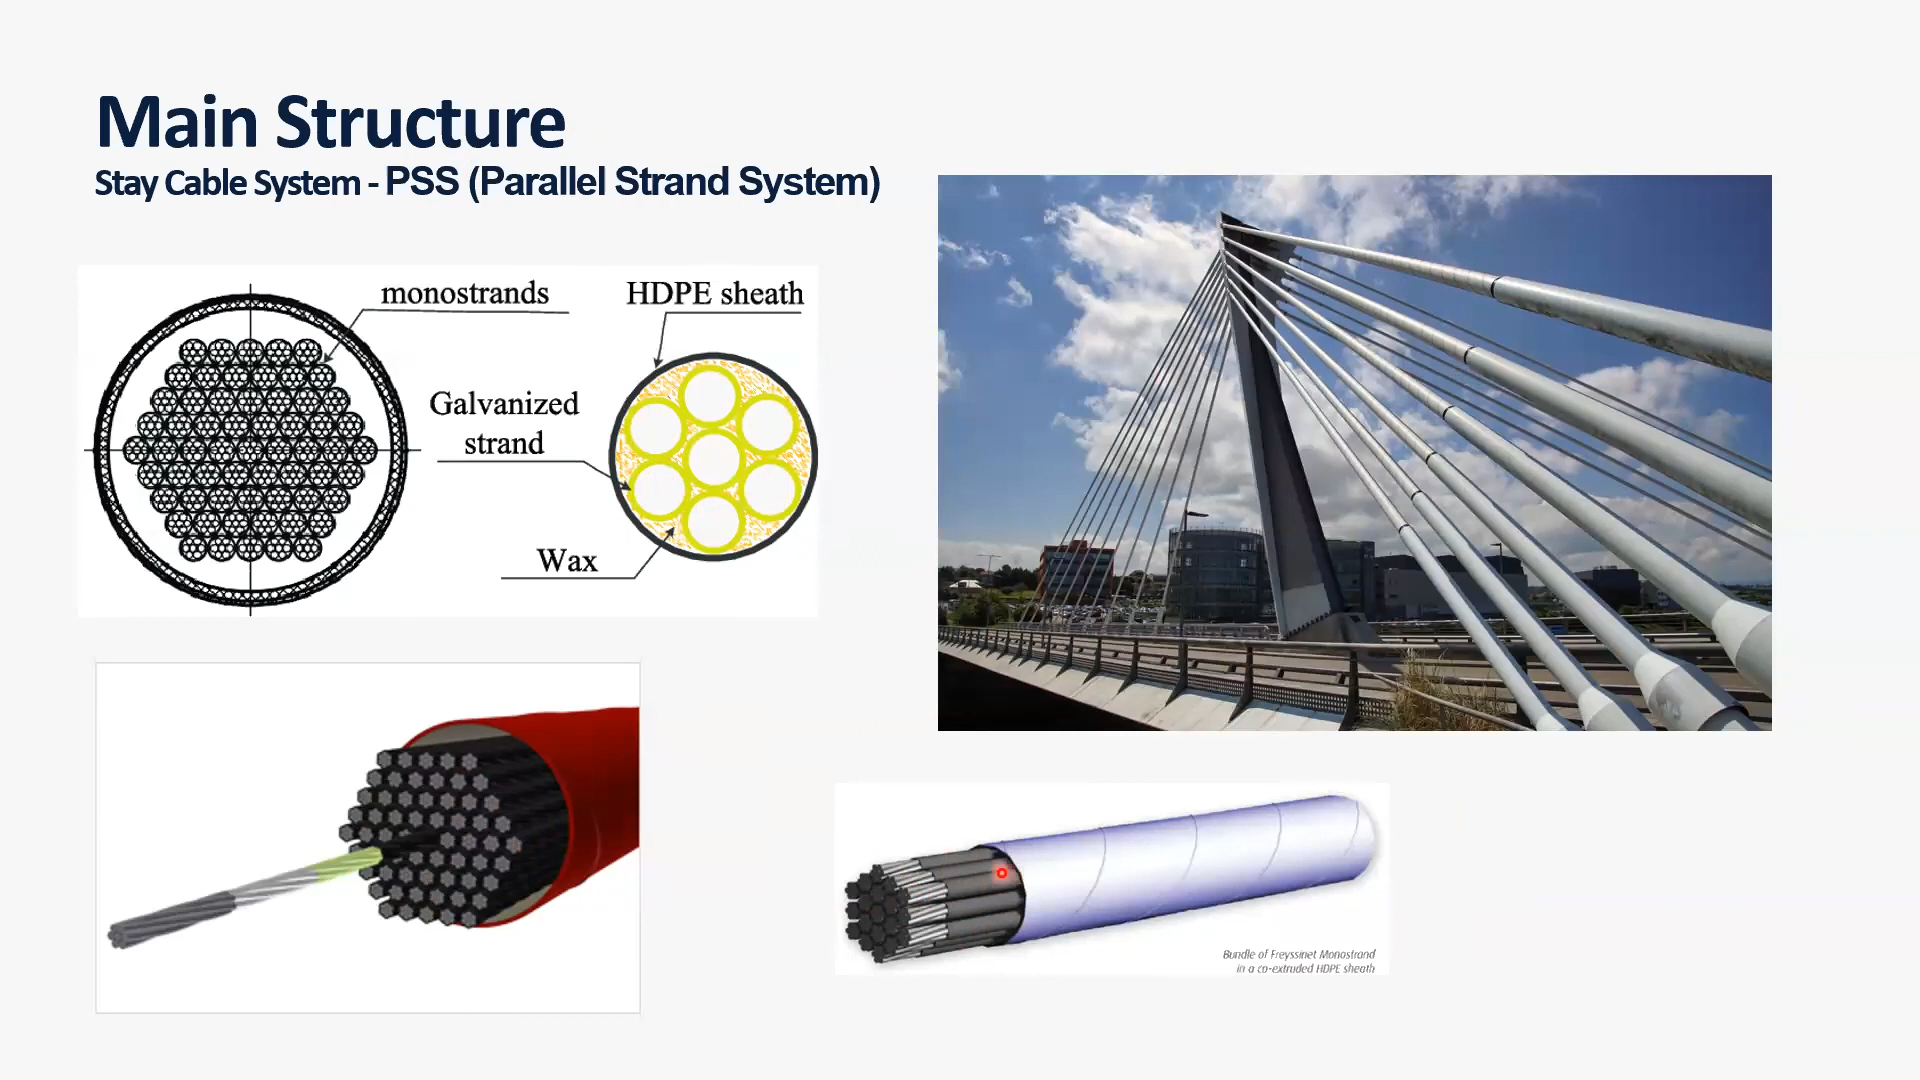 Main Structure
Stay Cable System - PSS (Parallel Strand System)
monostrands
HDPE sheath
Galvanized
strand
Wax
Bundle of Freyssinet Monostrand
in a co-extruded HDPE sheath